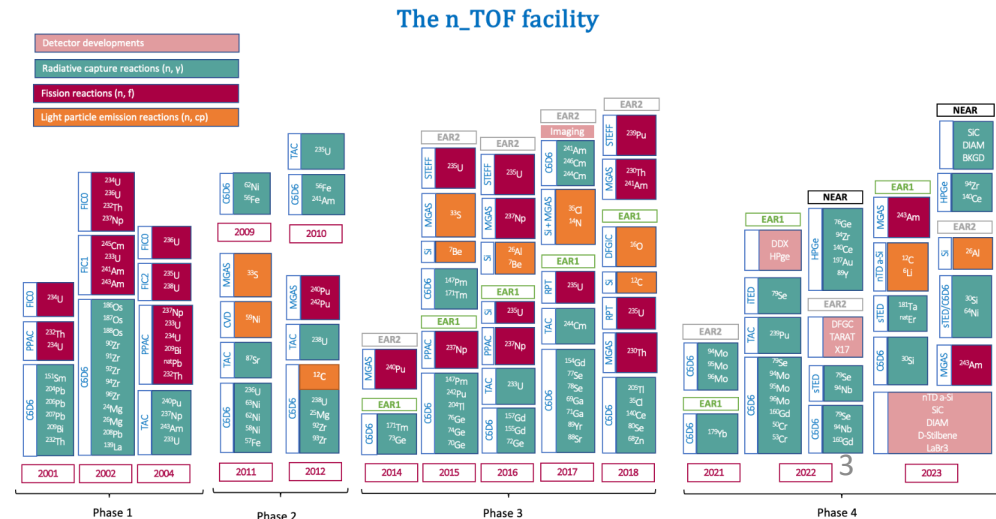 The n_TOF facility
Detector developments
Radiative capture reactions (n, γ)
Fission reactions (n, f)
Light particle emission reactions (n, cp)
FIC0
²³⁴U
PPAC
²³²Th
²³⁴U
C6D6
¹⁵¹Sm
²⁰⁴Pb
²⁰⁶Pb
²⁰⁷Pb
²⁰⁹Bi
²³²Th
2001
FIC0
²³⁴U
²³⁶U
²³²Th
²³⁷Np
FIC1
²⁴⁵Cm
²³³U
²⁴¹Am
²⁴³Am
C6D6
¹⁸⁶Os
¹⁸⁷Os
¹⁸⁸Os
⁹⁰Zr
⁹¹Zr
⁹²Zr
⁹⁴Zr
⁹⁶Zr
²⁴Mg
²⁶Mg
²⁰⁸Pb
¹³⁹La
2002
FIC0
²³⁶U
FIC2
²³⁵U
²³⁸U
PPAC
²³⁷Np
²³³U
²³⁴U
²⁰⁹Bi
ⁿᵃᵗPb
²³²Th
TAC
²⁴⁰Pu
²³⁷Np
²⁴³Am
²³³U
2004
Phase 1
C6D6
⁶²Ni
⁵⁶Fe
2009
MGAS
³³S
CVD
⁵⁹Ni
TAC
⁸⁷Sr
C6D6
²³⁶U
⁶³Ni
⁶²Ni
⁵⁸Ni
⁵⁷Fe
2011
TAC
²³⁵U
C6D6
⁵⁶Fe
²⁴¹Am
2010
MGAS
²⁴⁰Pu
²⁴²Pu
TAC
²³⁸U
¹²C
C6D6
²³⁸U
²⁵Mg
⁹²Zr
⁹³Zr
2012
Phase 2
EAR2
MGAS
²⁴⁰Pu
EAR1
C6D6
¹⁷¹Tm
⁷³Ge
2014
EAR2
STEFF
²³⁵U
MGAS
³³S
Si
⁷Be
C6D6
¹⁴⁷Pm
¹⁷¹Tm
EAR1
PPAC
²³⁷Np
C6D6
¹⁴⁷Pm
²⁴²Pu
²⁰⁴Tl
⁷⁶Ge
⁷⁴Ge
⁷⁰Ge
2015
EAR2
STEFF
²³⁵U
MGAS
²³⁷Np
Si
²⁶Al
⁷Be
EAR1
Si
²³⁵U
PPAC
²³⁷Np
TAC
²³³U
C6D6
¹⁵⁷Gd
¹⁵⁵Gd
⁷²Ge
2016
EAR2
Imaging
C6D6
²⁴¹Am
²⁴⁶Cm
²⁴⁴Cm
Si + MGAS
³⁵Cl
¹⁴N
EAR1
RPT
²³⁵U
TAC
²⁴⁴Cm
C6D6
¹⁵⁴Gd
⁷⁷Se
⁷⁸Se
⁶⁹Ga
⁷¹Ga
⁸⁹Yr
⁸⁸Sr
2017
EAR2
STEFF
²³⁹Pu
MGAS
²³⁰Th
²⁴¹Am
EAR1
DFGIC
¹⁶O
Si
¹²C
RPT
²³⁵U
MGAS
²³⁰Th
C6D6
²⁰⁵Tl
³⁵Cl
¹⁴⁰Ce
⁸⁰Se
⁶⁸Zn
2018
Phase 3
EAR2
C6D6
⁹⁴Mo
⁹⁵Mo
⁹⁶Mo
EAR1
C6D6
¹⁷⁹Yb
2021
EAR1
DDX
HPge
iTED
⁷⁹Se
TAC
²³⁹Pu
C6D6
⁷⁹Se
⁹⁴Mo
⁹⁵Mo
⁹⁶Mo
¹⁶⁰Gd
⁵⁰Cr
⁵³Cr
NEAR
HPGe
⁷⁶Ge
⁹⁴Zr
¹⁴⁰Ce
¹⁹⁷Au
⁸⁹Y
EAR2
DFGC
TARAT
X17
sTED
⁷⁹Se
⁹⁴Nb
C6D6
⁷⁹Se
⁹⁴Nb
¹⁶⁰Gd
2022
3
EAR1
MGAS
²⁴³Am
nTD a-Si
¹²C
⁶Li
sTED
¹⁸¹Ta
ⁿᵃᵗEr
C6D6
³⁰Si
NEAR
SiC
DIAM
BKGD
HPGe
⁹⁴Zr
¹⁴⁰Ce
EAR2
Si
²⁶Al
sTED/C6D6
³⁰Si
⁶⁴Ni
MGAS
²⁴³Am
nTD a-Si
SiC
DIAM
D-Stilbene
LaBr3
2023
Phase 4